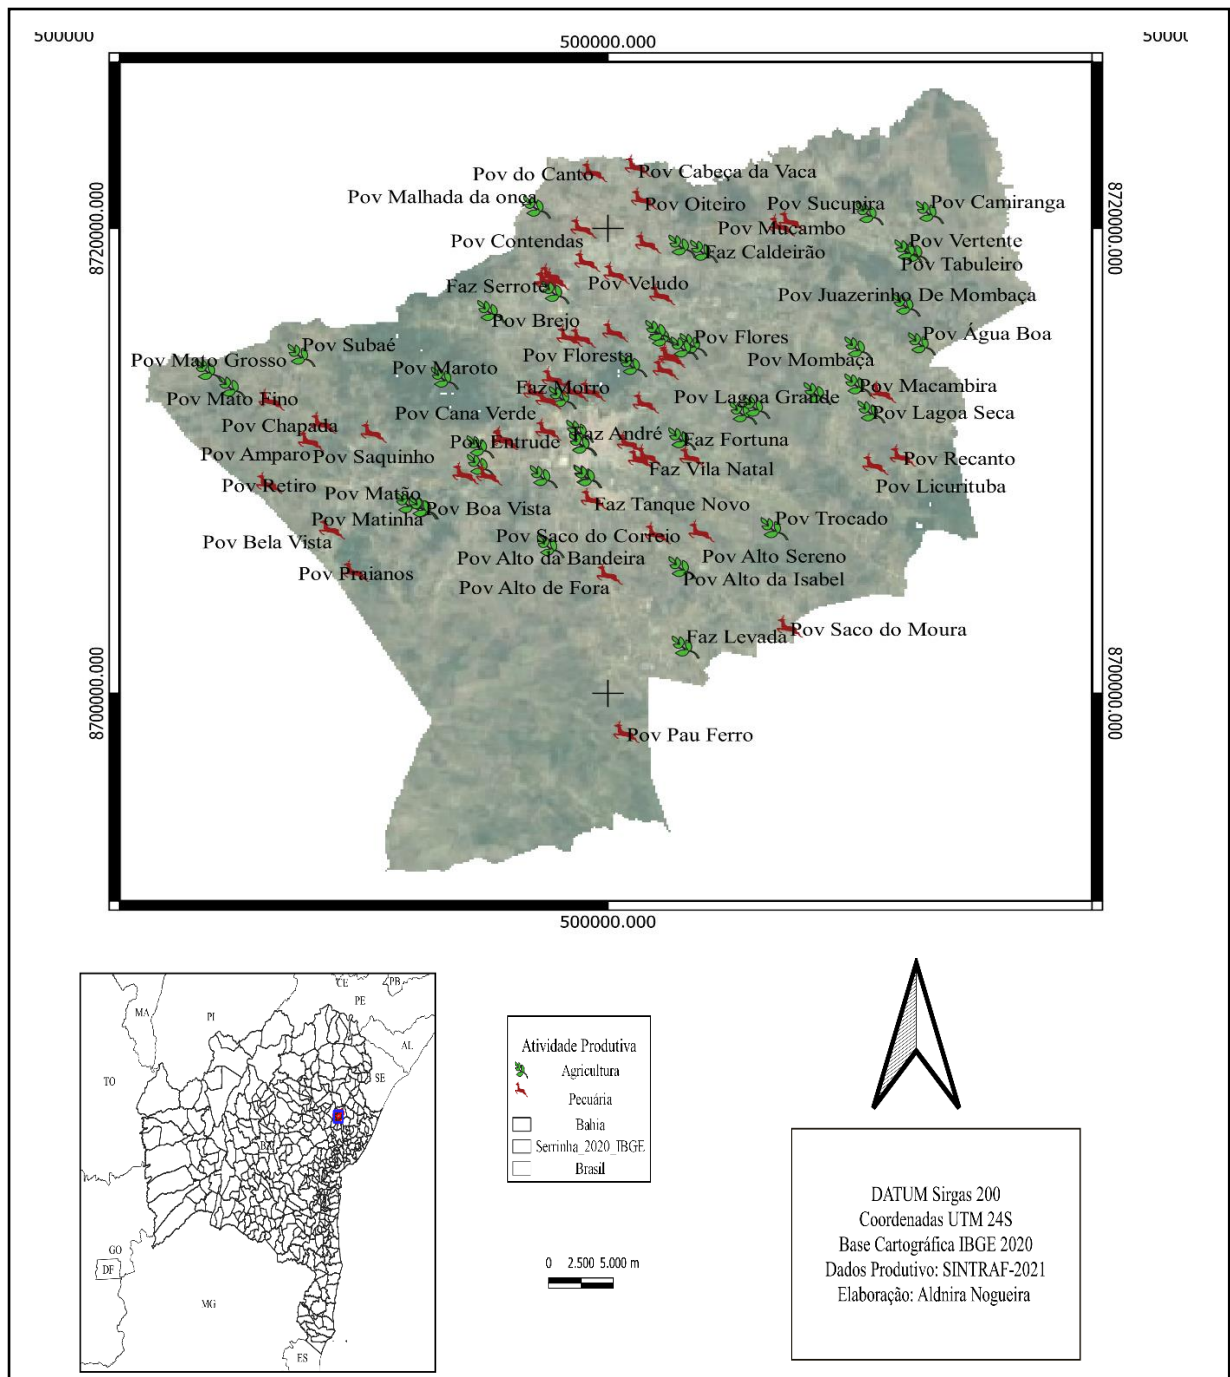 500000
500000.000
5000(
8720000.000
8720000.000
Pov do Canto
Pov Cabeça da Vaca
Pov Malhada da onça
Pov Oiteiro
Pov Sucupira
Pov Camiranga
Pov Contendas
Pov Mucambo
Faz Caldeirão
Pov Vertente
Pov Tabuleiro
Faz Serrote
Pov Veludo
Pov Juazerinho De Mombaça
Pov Brejo
Pov Flores
Pov Água Boa
Pov Subaé
Pov Mato Grosso
Pov Maroto
Pov Floresta
Pov Mombaça
Pov Mato Fino
Faz Morro
Pov Lagoa Grande
Pov Macambira
Pov Chapada
Pov Cana Verde
Pov Lagoa Seca
Pov Amparo
Pov Saquinho
Pov Entrude
Faz André
Faz Fortuna
Pov Retiro
Pov Matão
Faz Vila Natal
Pov Recanto
Pov Licurituba
Pov Matinha
Pov Boa Vista
Faz Tanque Novo
Pov Trocado
Pov Bela Vista
Pov Saco do Correio
Pov Alto da Bandeira
Pov Alto Sereno
Pov Praianos
Pov Alto de Fora
Pov Alto da Isabel
Faz Levada
Pov Saco do Moura
8700000.000
8700000.000
Pov Pau Ferro
500000.000
CE
PB
PE
MA
PI
AL
SE
TO
BA
GO
DF
MG
ES
Atividade Produtiva
Agricultura
Pecuária
Bahia
Serrinha_2020_IBGE
Brasil
0 2.500 5.000 m
DATUM Sirgas 200
Coordenadas UTM 24S
Base Cartográfica IBGE 2020
Dados Produtivo: SINTRAF-2021
Elaboração: Aldnira Nogueira